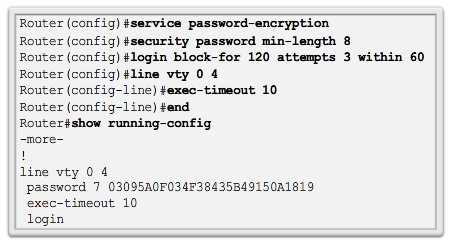 Router(config)#service password-encryption
Router(config)#security password min-length 8
Router(config)#login block-for 120 attempts 3 within 60
Router(config)#line vty 0 4
Router(config-line)#exec-timeout 10
Router(config-line)#end
Router#show running-config
-more-
!
line vty 0 4
password 7 03095A0F034F38435B49150A1819
exec-timeout 10
login